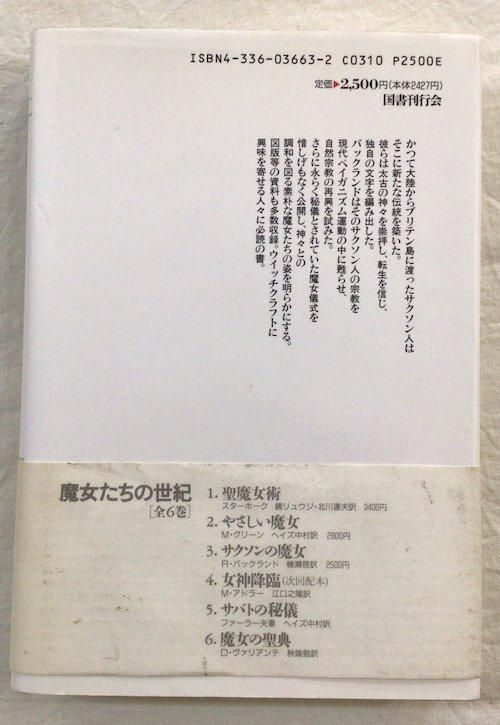 ISBN4-336-03663-2 C0310 P2500E
定価▶2,500円(本体2427円)
国書刊行会
かつて大陸からブリテン島に渡ったサクソン人は
そこに新たな伝統を築いた。
彼らは太古の神々を崇拝し、転生を信じ、
独自の文字を編み出した。
バックランドはそのサクソン人の宗教を
現代ペイガニズム運動の中に甦らせ、
自然宗教の再興を試みた。
さらに永らく秘儀とされていた魔女儀式を
惜しげもなく公開し、神々との
調和を図る素朴な魔女たちの姿を明らかにする。
図版等の資料も多数収録。ウイッチクラフトに
興味を寄せる人々に必読の書。
魔女たちの世紀
[全6巻]
1. 聖魔女術
スターホーク 鏡リュウジ・北川達夫訳 3400円
2. やさしい魔女
M・グリーン ヘイズ中村訳 2800円
3. サクソンの魔女
R・バックランド 楠瀬啓訳 2500円
4. 女神降臨(次回配本)
M・アドラー 江口之隆訳
5. サバトの秘儀
ファーラー夫妻 ヘイズ中村訳
6. 魔女の聖典
D・ヴァリアンテ 秋端勉訳